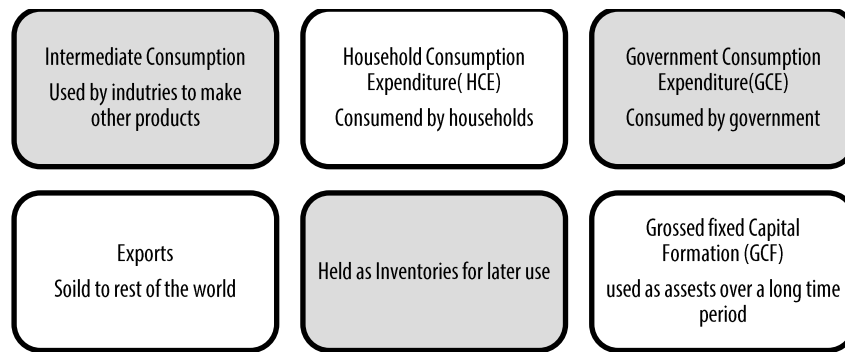 Intermediate Consumption
Used by indutries to make
other products
Household Consumption
Expenditure( HCE)
Consumend by households
Government Consumption
Expenditure(GCE)
Consumed by government
Exports
Soild to rest of the world
Held as Inventories for later use
Grossed fixed Capital
Formation (GCF)
used as assests over a long time
period